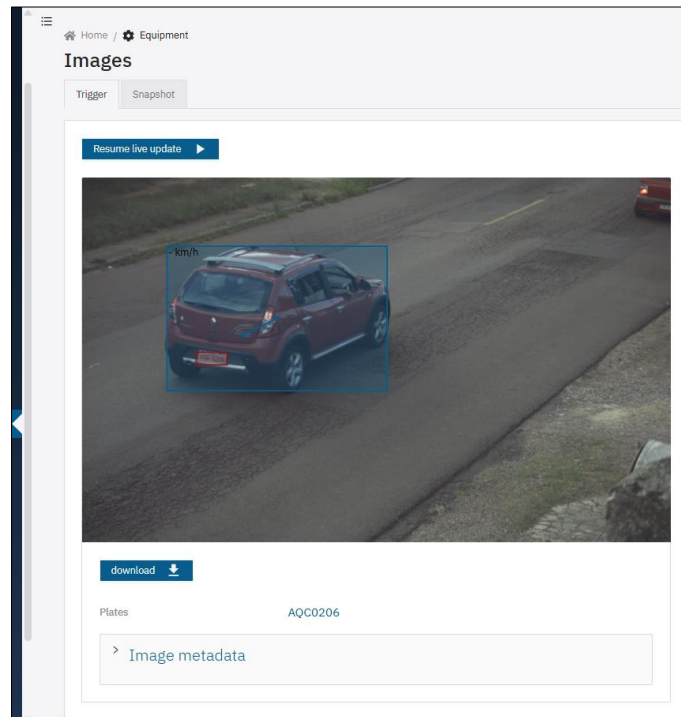 Home / Equipment
Images
Trigger Snapshot
Resume live update
- km/h
download
Plates AQC0206
> Image metadata